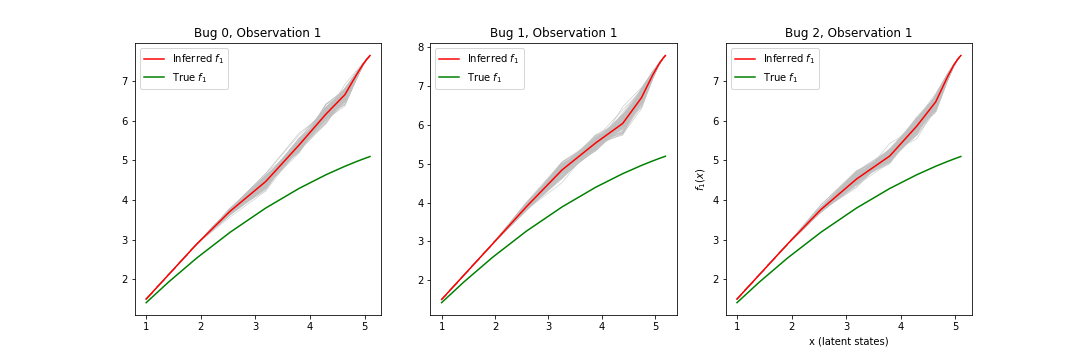 Bug 0, Observation 1
Inferred f₁
True f₁
7
6
5
4
3
2
1 2 3 4 5
Bug 1, Observation 1
Inferred f₁
True f₁
8
7
6
5
4
3
2
1 2 3 4 5
Bug 2, Observation 1
Inferred f₁
True f₁
f₁(x)
7
6
5
4
3
2
1 2 3 4 5
x (latent states)